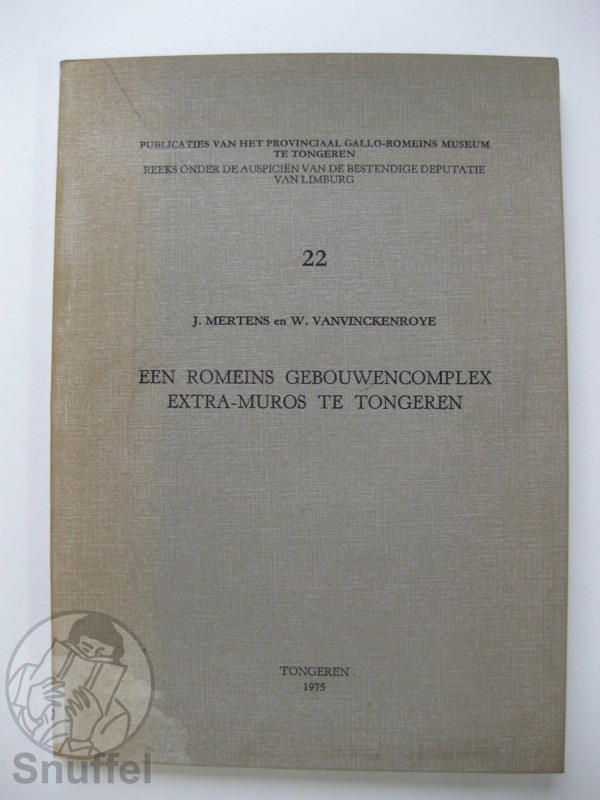 PUBLICATIES VAN HET PROVINCIAAL GALLO-ROMEINS MUSEUM
TE TONGEREN
REEKS ONDER DE AUSPICIËN VAN DE BESTENDIGE DEPUTATIE
VAN LIMBURG
22
J. MERTENS en W. VANVINCKENROYE
EEN ROMEINS GEBOUWENCOMPLEX
EXTRA-MUROS TE TONGEREN
TONGEREN
1975
Snuffel